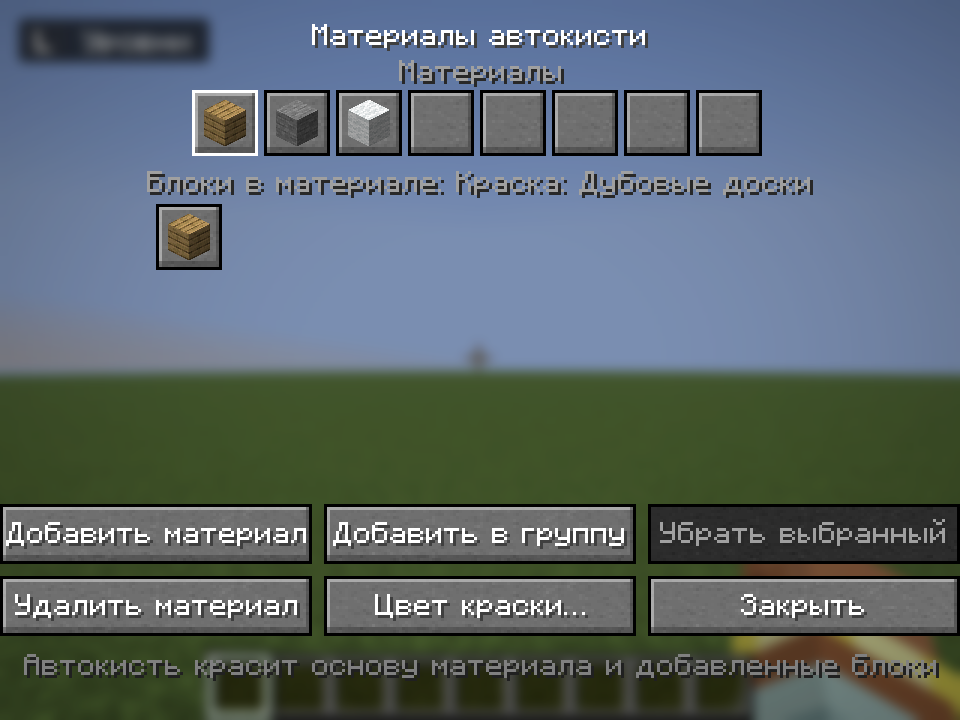 Материалы автокисти
Материалы
Блоки в материале: Краска: Дубовые доски
Добавить материал
Добавить в группу
Убрать выбранный
Удалить материал
Цвет краски...
Закрыть
Автокисть красит основу материала и добавленные блоки